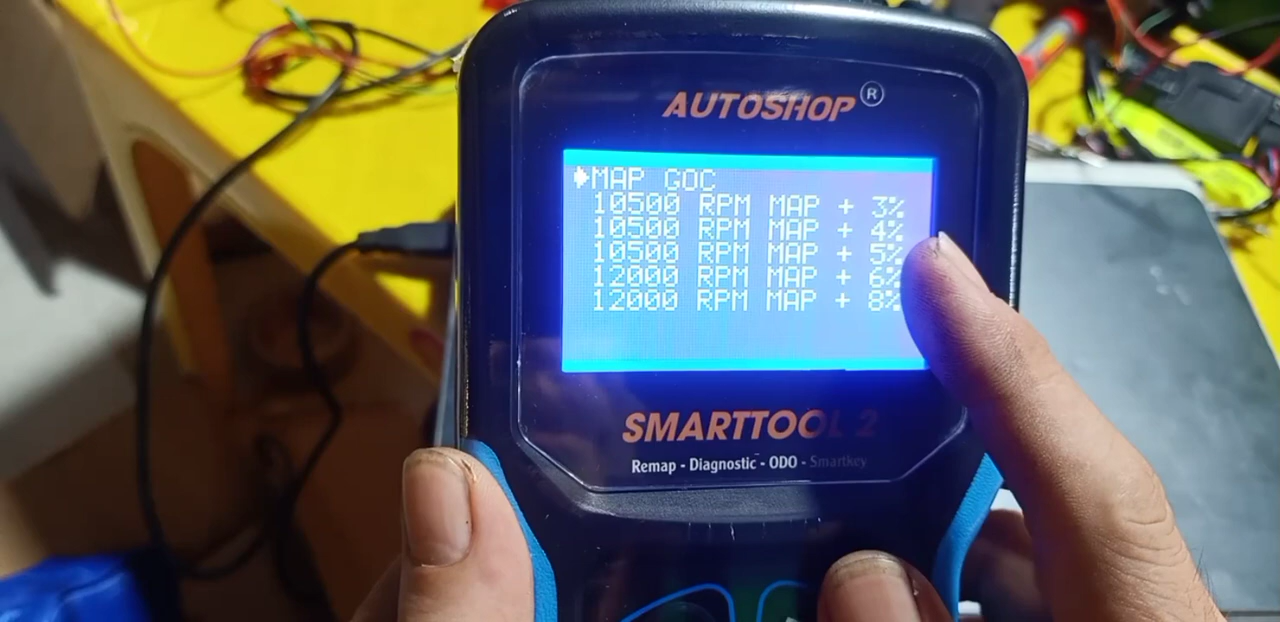 AUTOSHOP®
MAP GOC
10500 RPM MAP + 3%
10500 RPM MAP + 4%
10500 RPM MAP + 5%
12000 RPM MAP + 6%
12000 RPM MAP + 8%
SMARTTOOL 2
Remap - Diagnostic - ODO - Smartkey